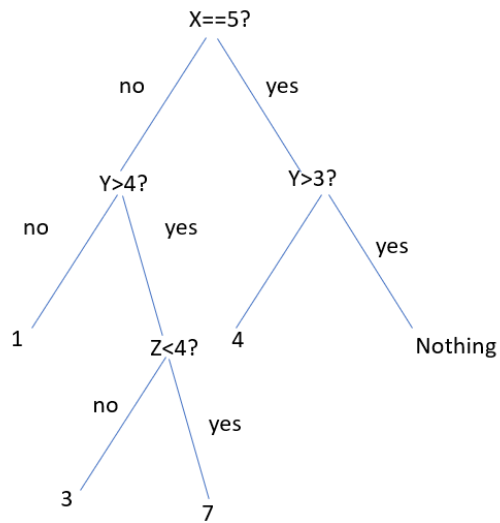 X==5?
no
yes
Y>4?
Y>3?
no
yes
yes
1
Z<4?
4
Nothing
no
yes
3
7